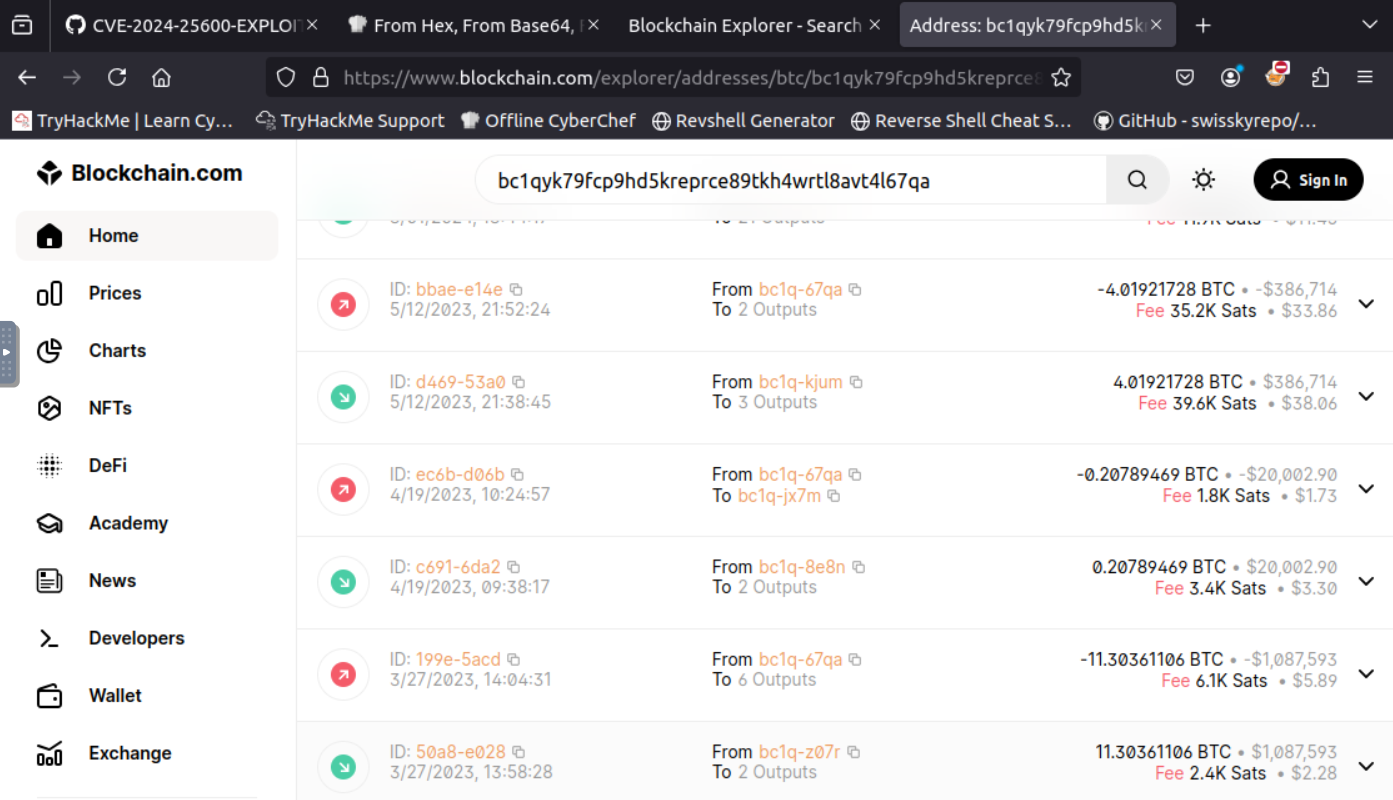 CVE-2024-25600-EXPLOI
From Hex, From Base64,
Blockchain Explorer - Search
Address: bc1qyk79fcp9hd5k
https://www.blockchain.com/explorer/addresses/btc/bc1qyk79fcp9hd5kreprce8
TryHackMe | Learn Cy…
TryHackMe Support
Offline CyberChef
Revshell Generator
Reverse Shell Cheat S…
GitHub - swisskyrepo/…
Blockchain.com
bc1qyk79fcp9hd5kreprce89tkh4wrtl8avt4l67qa
Sign In
Home
Prices
Charts
NFTs
DeFi
Academy
News
Developers
Wallet
Exchange
ID: bbae-e14e
5/12/2023, 21:52:24
From bc1q-67qa
To 2 Outputs
-4.01921728 BTC • -$386,714
Fee 35.2K Sats • $33.86
ID: d469-53a0
5/12/2023, 21:38:45
From bc1q-kjum
To 3 Outputs
4.01921728 BTC • $386,714
Fee 39.6K Sats • $38.06
ID: ec6b-d06b
4/19/2023, 10:24:57
From bc1q-67qa
To bc1q-jx7m
-0.20789469 BTC • -$20,002.90
Fee 1.8K Sats • $1.73
ID: c691-6da2
4/19/2023, 09:38:17
From bc1q-8e8n
To 2 Outputs
0.20789469 BTC • $20,002.90
Fee 3.4K Sats • $3.30
ID: 199e-5acd
3/27/2023, 14:04:31
From bc1q-67qa
To 6 Outputs
-11.30361106 BTC • -$1,087,593
Fee 6.1K Sats • $5.89
ID: 50a8-e028
3/27/2023, 13:58:28
From bc1q-z07r
To 2 Outputs
11.30361106 BTC • $1,087,593
Fee 2.4K Sats • $2.28